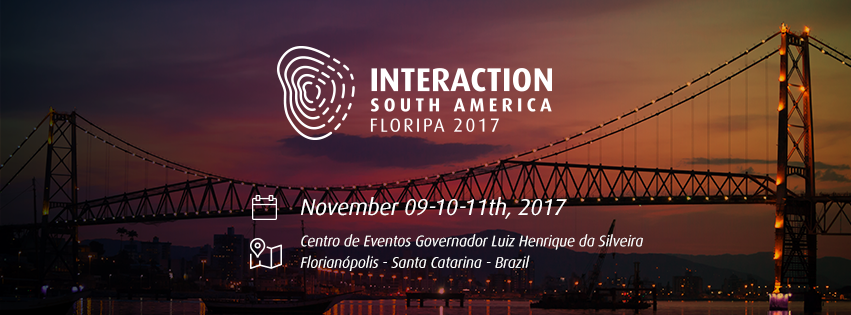 INTERACTION
SOUTH AMERICA
FLORIPA 2017
November 09-10-11th, 2017
Centro de Eventos Governador Luiz Henrique da Silveira
Florianópolis - Santa Catarina - Brazil